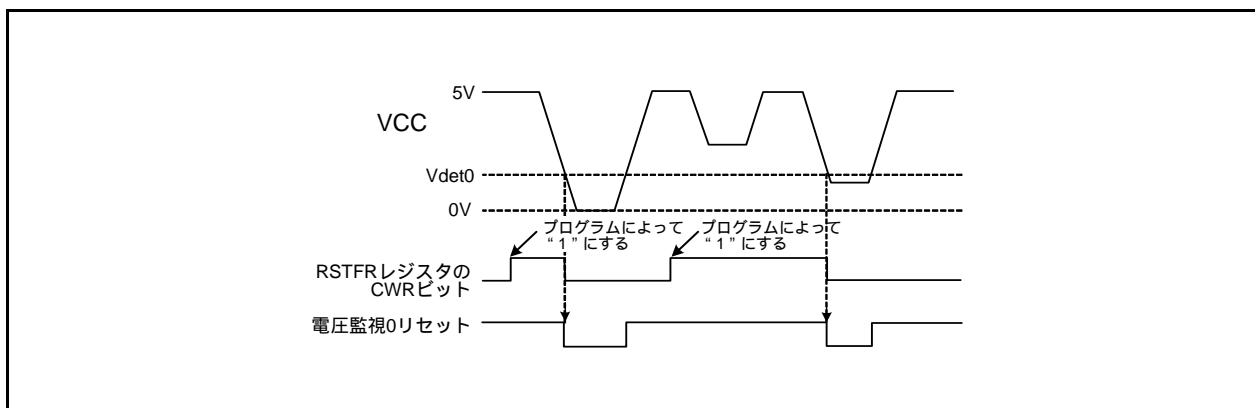 5V
VCC
Vdet0
0V
プログラムによって
“ 1 ” にする
プログラムによって
“ 1 ” にする
RSTFRレジスタの
CWRビット
電圧監視0リセット